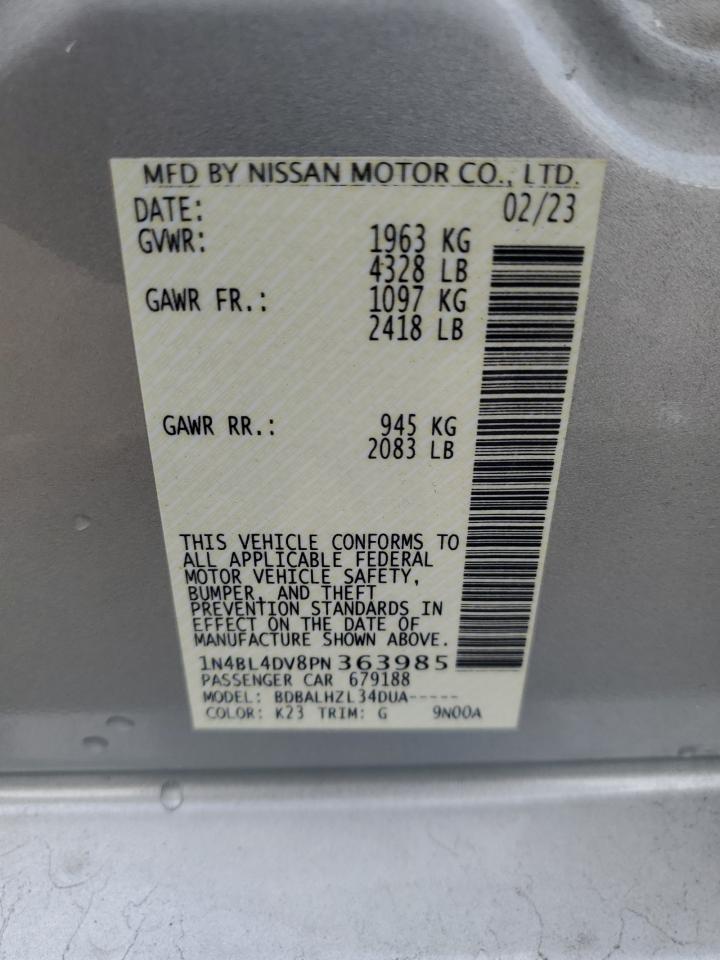 MFD BY NISSAN MOTOR CO., LTD.
DATE: 02/23
GVWR: 1963 KG
4328 LB
GAWR FR.: 1097 KG
2418 LB
GAWR RR.: 945 KG
2083 LB
THIS VEHICLE CONFORMS TO
ALL APPLICABLE FEDERAL
MOTOR VEHICLE SAFETY,
BUMPER, AND THEFT
PREVENTION STANDARDS IN
EFFECT ON THE DATE OF
MANUFACTURE SHOWN ABOVE.
1N4BL4DV8PN 363985
PASSENGER CAR 679188
MODEL: BDBALHZL34DUA-----
COLOR: K23 TRIM: G 9N00A